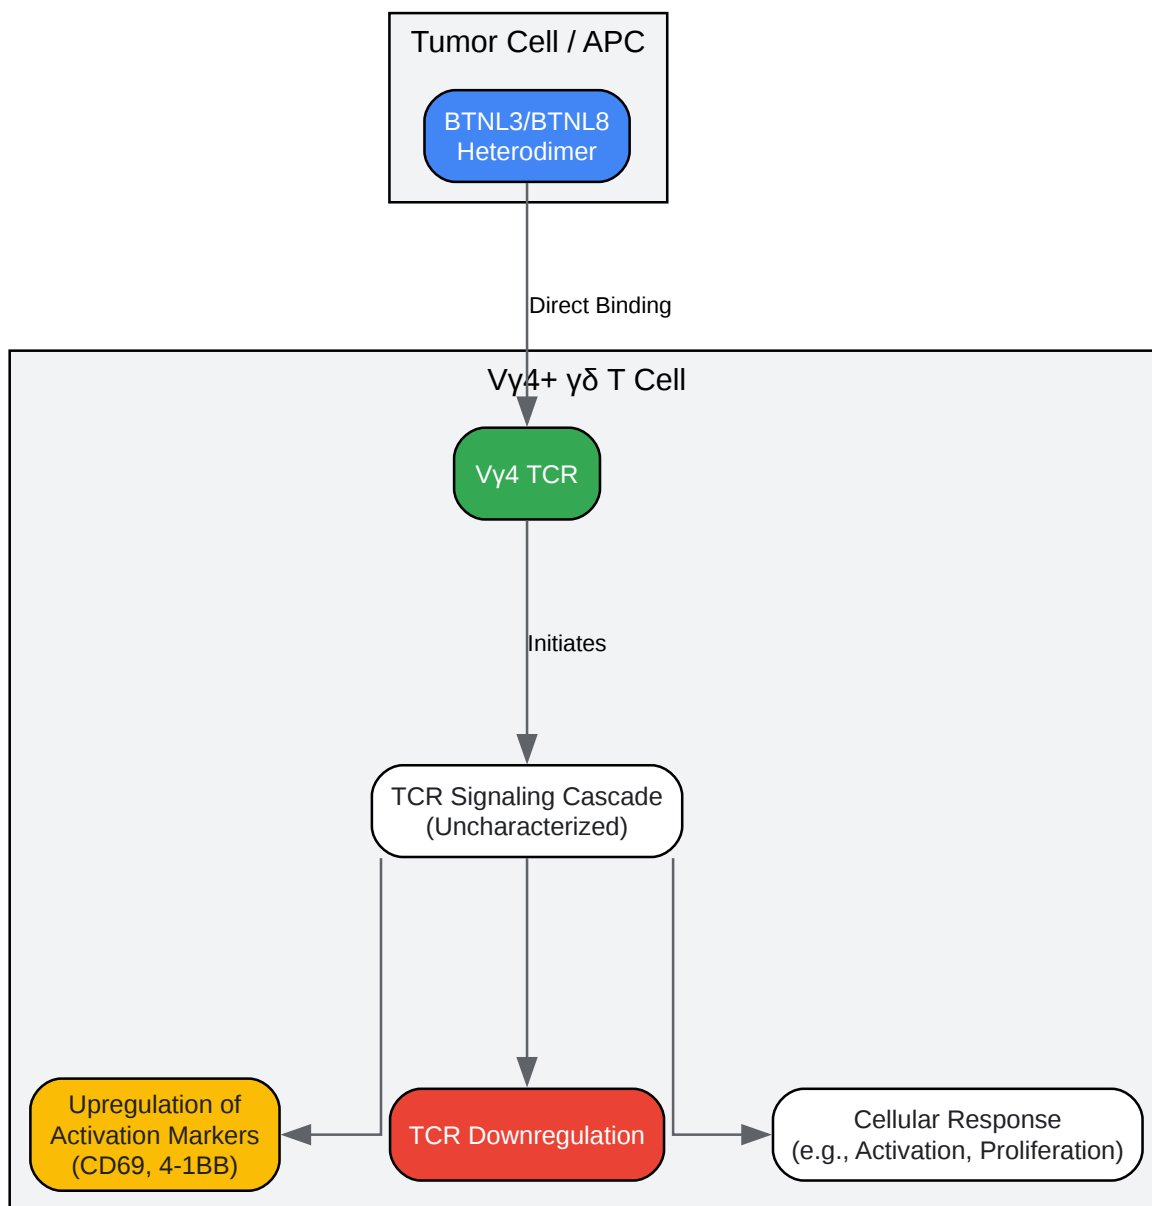 Tumor Cell / APC
BTNL3/BTNL8
Heterodimer
Direct Binding
Vγ4+ γδ T Cell
Vγ4 TCR
Initiates
TCR Signaling Cascade
(Uncharacterized)
Upregulation of
Activation Markers
(CD69, 4-1BB)
TCR Downregulation
Cellular Response
(e.g., Activation, Proliferation)